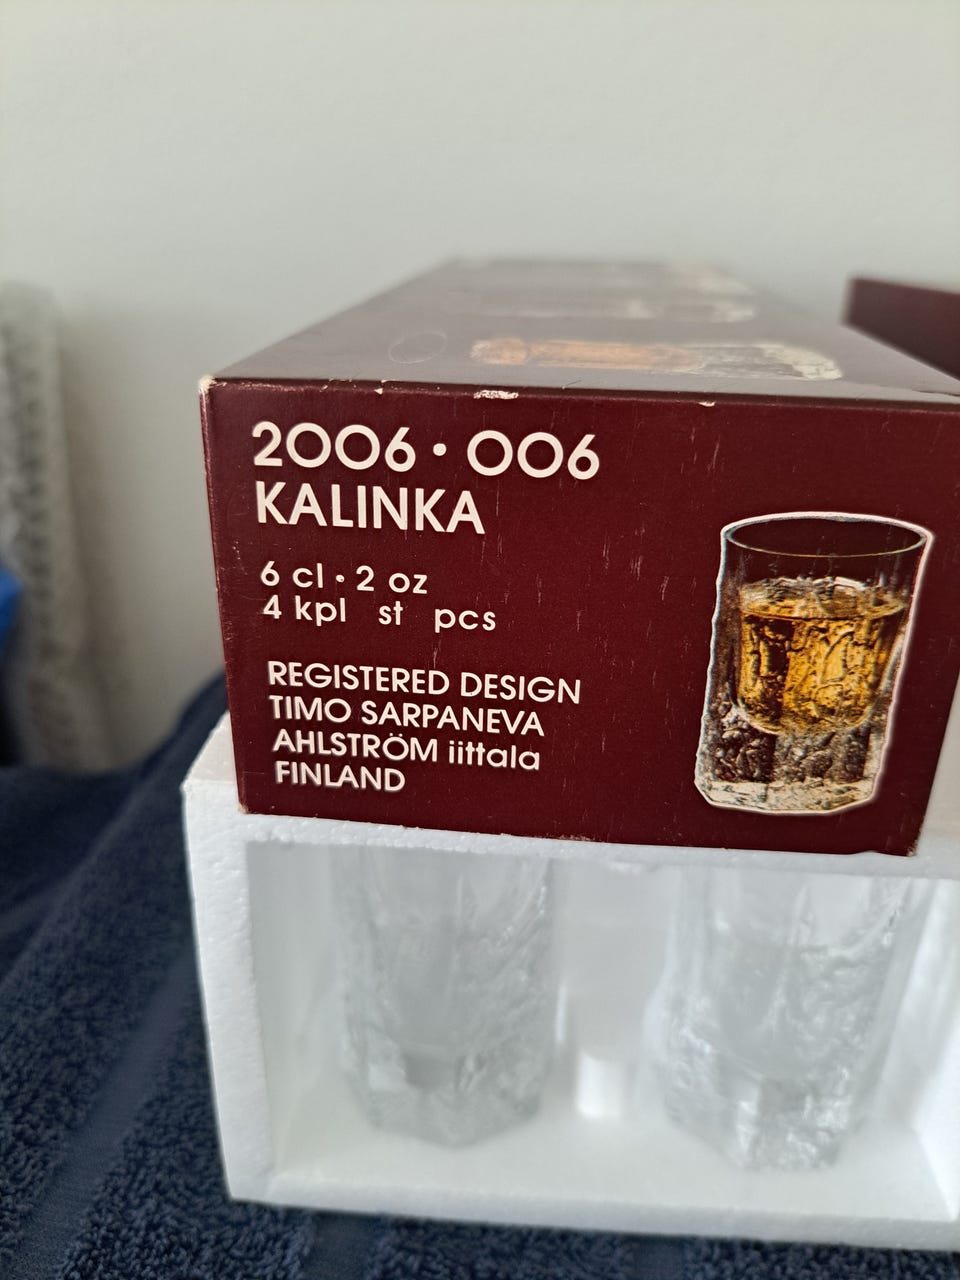 2006 · 006
KALINKA
6 cl · 2 oz
4 kpl st pcs
REGISTERED DESIGN
TIMO SARPANEVA
AHLSTRÖM iittala
FINLAND